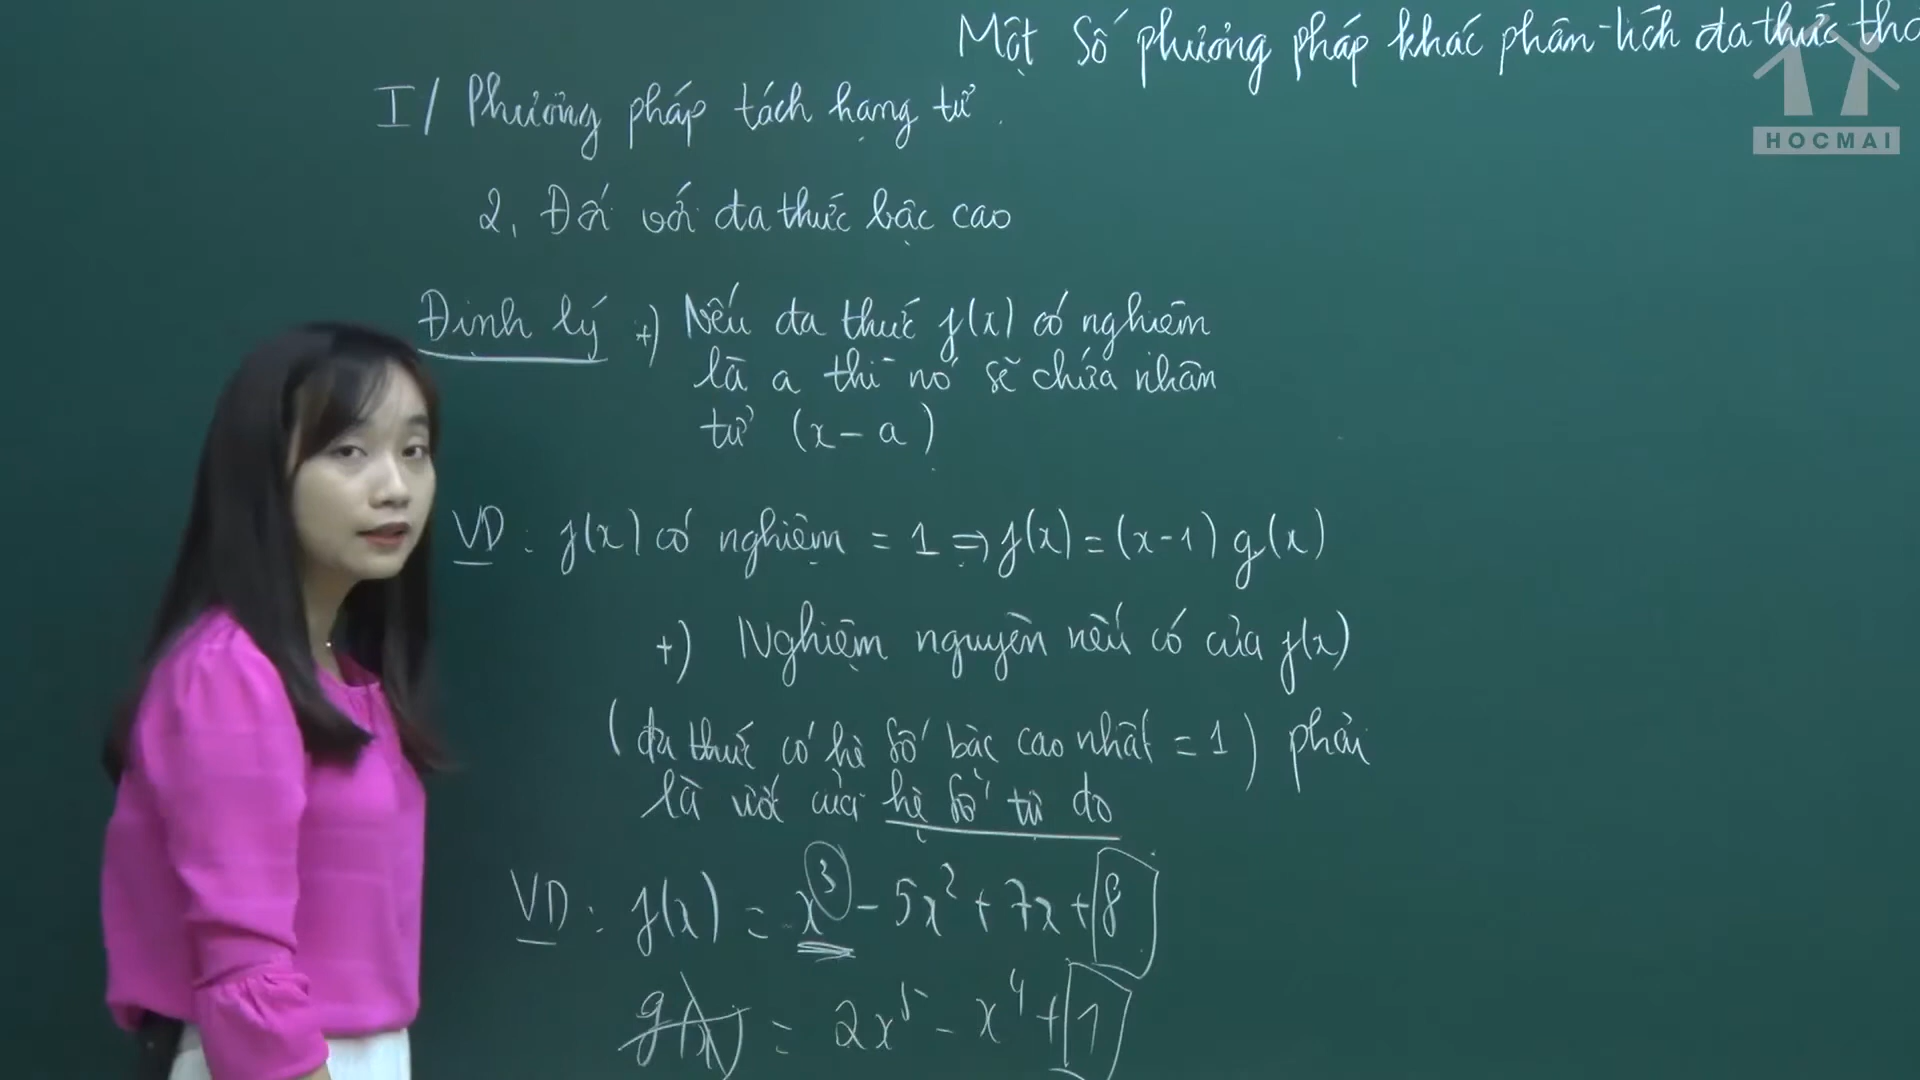 Một số phương pháp khác phân tích đa thức
HOCMAI
I/ Phương pháp tách hạng tử.
2, Đối với đa thức bậc cao
Định lý +) Nếu đa thức f(x) có nghiệm
là a thì nó sẽ chứa nhân
tử (x - a)
VD: f(x) có nghiệm = 1 => f(x) = (x-1) g(x)
+) Nghiệm nguyên nếu có của f(x)
(đa thức có hệ số bậc cao nhất = 1) phải
là ước của hệ số tự do
VD: f(x) = x³ - 5x² + 7x + 8
g(x) = 2x⁵ - x⁴ + 1